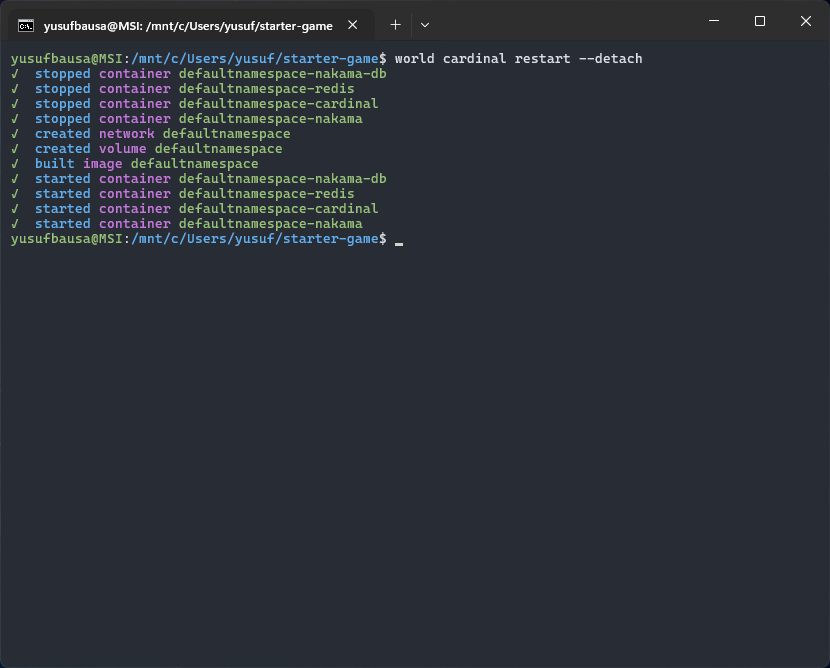 yusufbausa@MSI: /mnt/c/Users/yusuf/starter-game
yusufbausa@MSI:/mnt/c/Users/yusuf/starter-game$ world cardinal restart --detach
√ stopped container defaultnamespace-nakama-db
√ stopped container defaultnamespace-redis
√ stopped container defaultnamespace-cardinal
√ stopped container defaultnamespace-nakama
√ created network defaultnamespace
√ created volume defaultnamespace
√ built image defaultnamespace
√ started container defaultnamespace-nakama-db
√ started container defaultnamespace-redis
√ started container defaultnamespace-cardinal
√ started container defaultnamespace-nakama
yusufbausa@MSI:/mnt/c/Users/yusuf/starter-game$